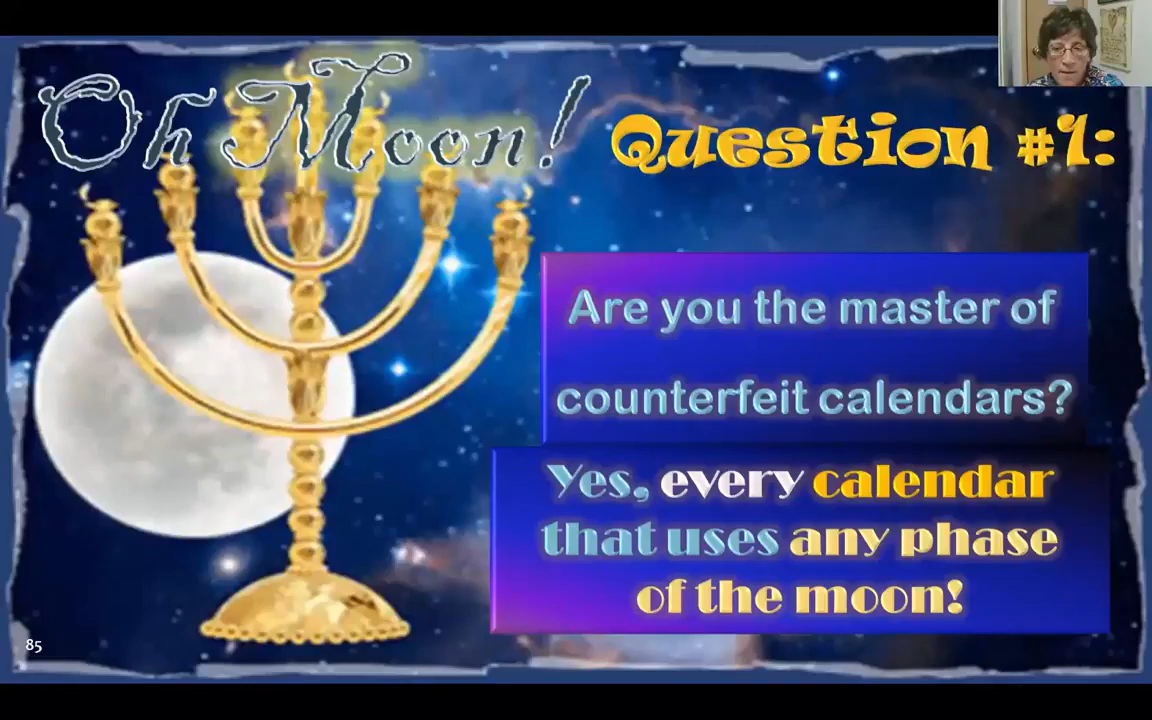 Oh Moon!
Question #1:
Are you the master of
counterfeit calendars?
Yes, every calendar
that uses any phase
of the moon!
85